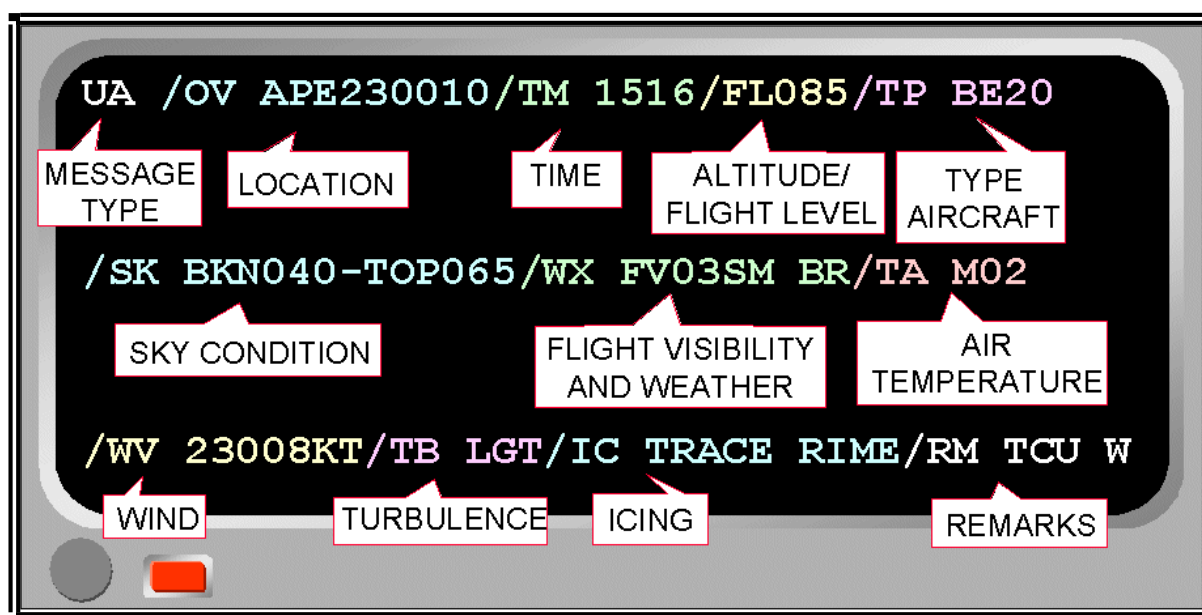 UA /OV APE230010/TM 1516/FL085/TP BE20
MESSAGE TYPE
LOCATION
TIME
ALTITUDE/ FLIGHT LEVEL
TYPE AIRCRAFT
/SK BKN040-TOP065/WX FV03SM BR/TA M02
SKY CONDITION
FLIGHT VISIBILITY AND WEATHER
AIR TEMPERATURE
/WV 23008KT/TB LGT/IC TRACE RIME/RM TCU W
WIND
TURBULENCE
ICING
REMARKS